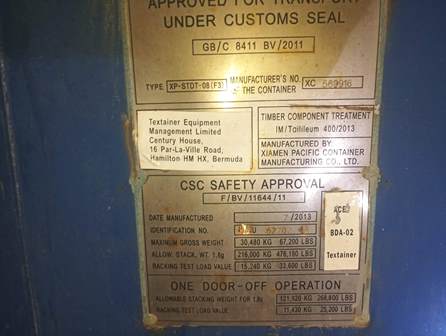 APPROVED FOR TRANSPORT
UNDER CUSTOMS SEAL
GB/C 8411 BV/2011
TYPE XP-STDT-08(F3) MANUFACTURER'S NO. OF THE CONTAINER XC 569916
Textainer Equipment
Management Limited
Century House,
16 Par-La-Ville Road,
Hamilton HM HX, Bermuda
TIMBER COMPONENT TREATMENT
IM/Tailileum 400/2013
MANUFACTURED BY
XIAMEN PACIFIC CONTAINER
MANUFACTURING CO., LTD.
CSC SAFETY APPROVAL
F/BV/11644/11
DATE MANUFACTURED 7/2013
IDENTIFICATION NO.
MAXIMUM GROSS WEIGHT 30,480 KG 67,200 LBS
ALLOW. STACK. WT. 1.8g 216,000 KG 476,190 LBS
RACKING TEST LOAD VALUE 15,240 KG 33,600 LBS
ACEP
BDA-02
Textainer
ONE DOOR-OFF OPERATION
ALLOWABLE STACKING WEIGHT FOR 1.8g 121,920 KG 268,800 LBS
RACKING TEST LOAD VALUE 11,430 KG 25,200 LBS